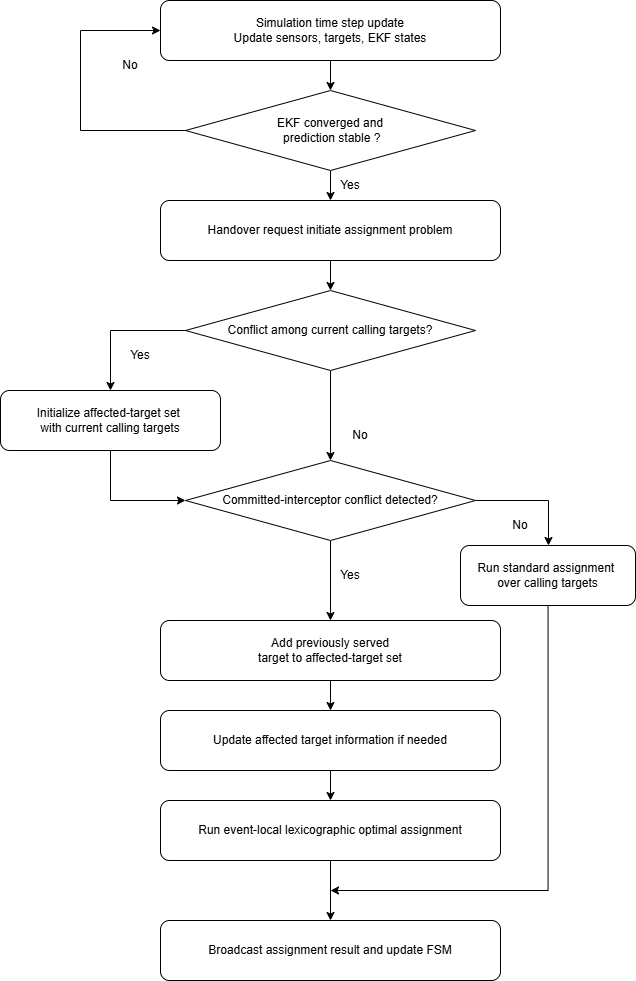 Simulation time step update
Update sensors, targets, EKF states
No
EKF converged and
prediction stable ?
Yes
Handover request initiate assignment problem
Conflict among current calling targets?
Yes
Initialize affected-target set
with current calling targets
No
Committed-interceptor conflict detected?
No
Run standard assignment
over calling targets
Yes
Add previously served
target to affected-target set
Update affected target information if needed
Run event-local lexicographic optimal assignment
Broadcast assignment result and update FSM